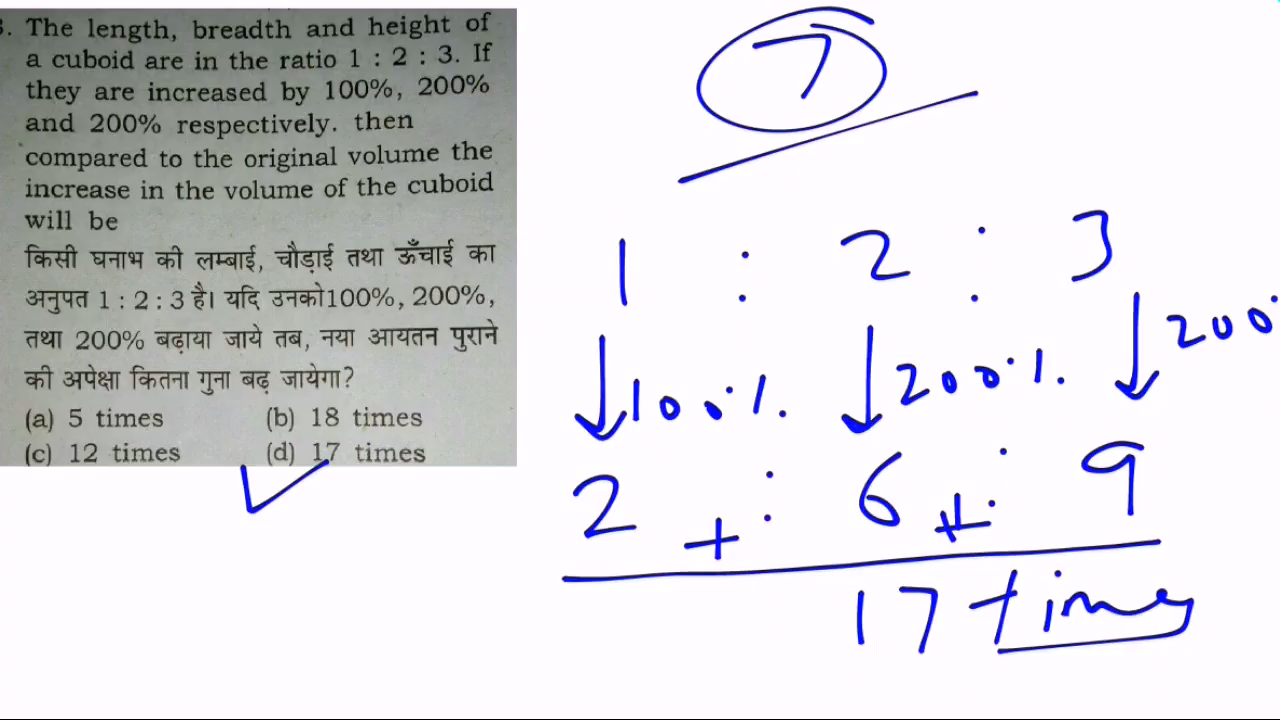 3. The length, breadth and height of
a cuboid are in the ratio 1 : 2 : 3. If
they are increased by 100%, 200%
and 200% respectively. then
compared to the original volume the
increase in the volume of the cuboid
will be
किसी घनाभ की लम्बाई, चौड़ाई तथा ऊँचाई का
अनुपत 1 : 2 : 3 है। यदि उनको100%, 200%,
तथा 200% बढ़ाया जाये तब, नया आयतन पुराने
की अपेक्षा कितना गुना बढ़ जायेगा?
(a) 5 times (b) 18 times
(c) 12 times (d) 17 times
7
1 : 2 : 3
100% 200% 200
2 : 6 : 9
+ +
17 times